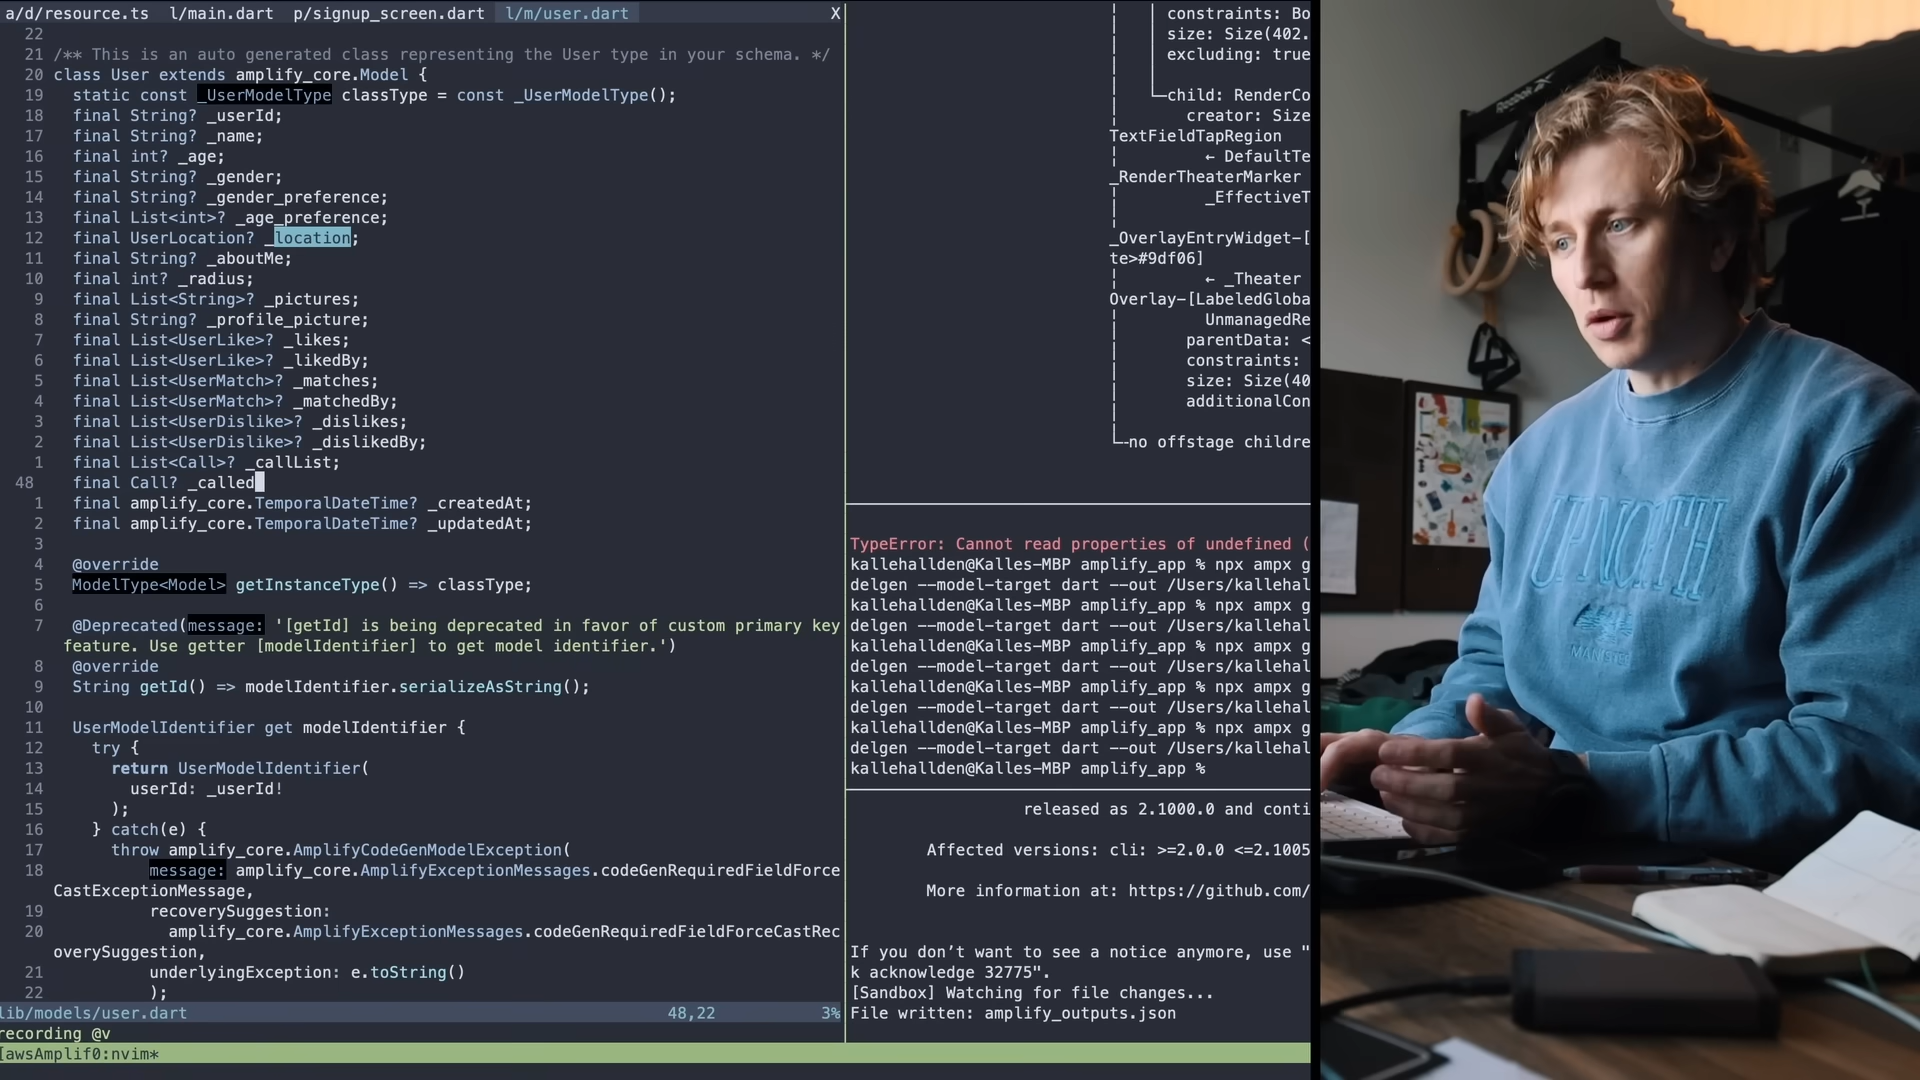 a/d/resource.ts l/main.dart p/signup_screen.dart l/m/user.dart X
22
21 /** This is an auto generated class representing the User type in your schema. */
20 class User extends amplify_core.Model {
19 static const _UserModelType classType = const _UserModelType();
18 final String? _userId;
17 final String? _name;
16 final int? _age;
15 final String? _gender;
14 final String? _gender_preference;
13 final List<int>? _age_preference;
12 final UserLocation? _location;
11 final String? _aboutMe;
10 final int? _radius;
9 final List<String>? _pictures;
8 final String? _profile_picture;
7 final List<UserLike>? _likes;
6 final List<UserLike>? _likedBy;
5 final List<UserMatch>? _matches;
4 final List<UserMatch>? _matchedBy;
3 final List<UserDislike>? _dislikes;
2 final List<UserDislike>? _dislikedBy;
1 final List<Call>? _callList;
48 final Call? _called
1 final amplify_core.TemporalDateTime? _createdAt;
2 final amplify_core.TemporalDateTime? _updatedAt;
3
4 @override
5 ModelType<Model> getInstanceType() => classType;
6
7 @Deprecated(message: '[getId] is being deprecated in favor of custom primary key
feature. Use getter [modelIdentifier] to get model identifier.')
8 @override
9 String getId() => modelIdentifier.serializeAsString();
10
11 UserModelIdentifier get modelIdentifier {
12 try {
13 return UserModelIdentifier(
14 userId: _userId!
15 );
16 } catch(e) {
17 throw amplify_core.AmplifyCodeGenModelException(
18 message: amplify_core.AmplifyExceptionMessages.codeGenRequiredFieldForce
CastExceptionMessage,
19 recoverySuggestion:
20 amplify_core.AmplifyExceptionMessages.codeGenRequiredFieldForceCastRec
overySuggestion,
21 underlyingException: e.toString()
22 );
lib/models/user.dart 48,22 3%
recording @v
[awsAmplif0:nvim*
constraints: Bo
size: Size(402.
excluding: true
child: RenderCo
creator: Size
TextFieldTapRegion
← DefaultTe
_RenderTheaterMarker
_EffectiveT
_OverlayEntryWidget-[
te>#9df06]
← _Theater
Overlay-[LabeledGloba
UnmanagedRe
parentData: <
constraints:
size: Size(40
additionalCon
no offstage childre
TypeError: Cannot read properties of undefined (
kallehallden@Kalles-MBP amplify_app % npx ampx g
delgen --model-target dart --out /Users/kallehal
kallehallden@Kalles-MBP amplify_app % npx ampx g
delgen --model-target dart --out /Users/kallehal
kallehallden@Kalles-MBP amplify_app % npx ampx g
delgen --model-target dart --out /Users/kallehal
kallehallden@Kalles-MBP amplify_app % npx ampx g
delgen --model-target dart --out /Users/kallehal
kallehallden@Kalles-MBP amplify_app % npx ampx g
delgen --model-target dart --out /Users/kallehal
kallehallden@Kalles-MBP amplify_app %
released as 2.1000.0 and conti
Affected versions: cli: >=2.0.0 <=2.1005
More information at: https://github.com/
If you don’t want to see a notice anymore, use "
k acknowledge 32775".
[Sandbox] Watching for file changes...
File written: amplify_outputs.json
Reebok
UP NORTH